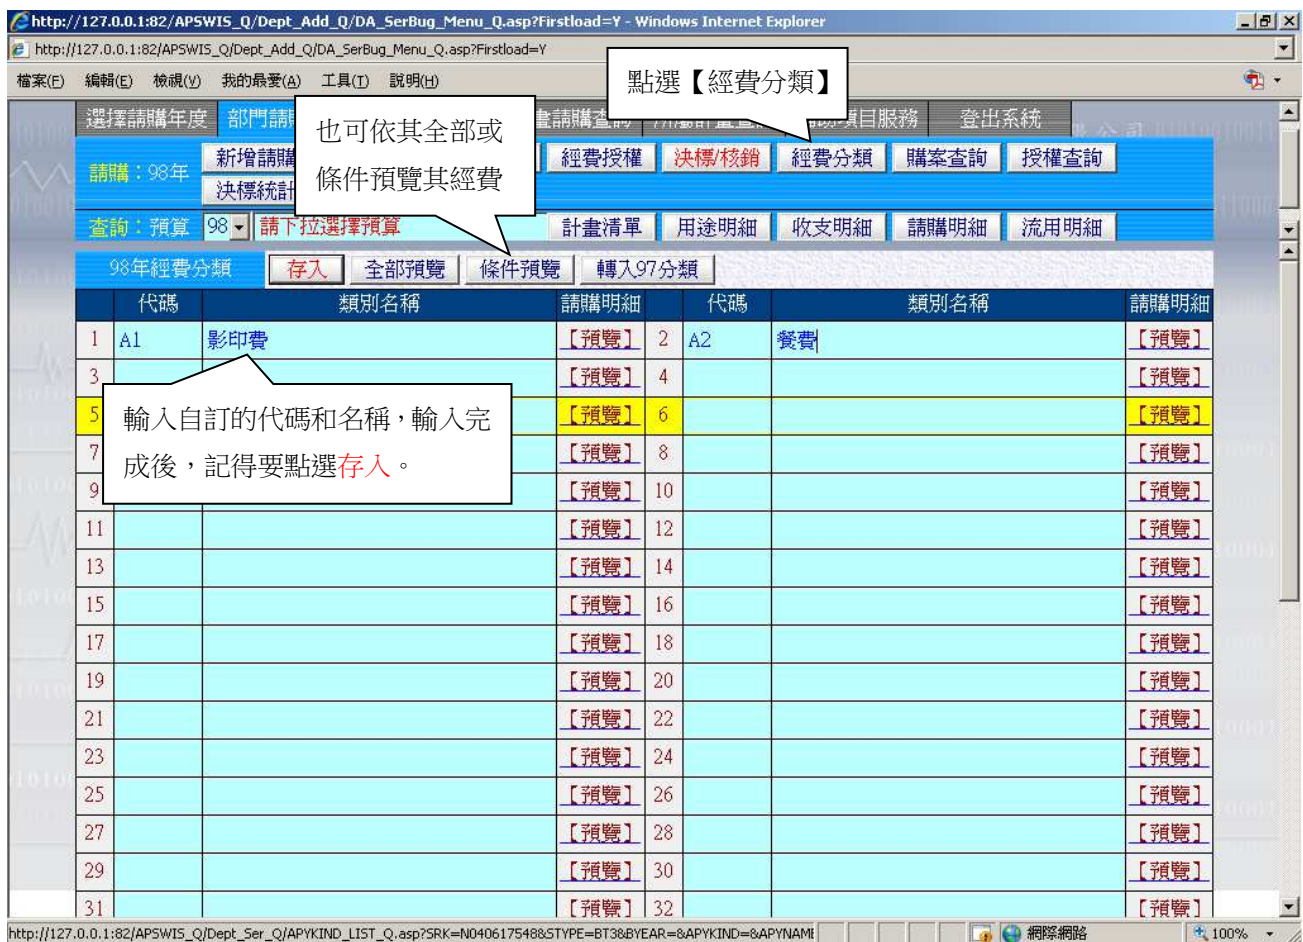 http://127.0.0.1:82/APSWIS_Q/Dept_Add_Q/DA_SerBug_Menu_Q.asp?Firstload=Y - Windows Internet Explorer
http://127.0.0.1:82/APSWIS_Q/Dept_Add_Q/DA_SerBug_Menu_Q.asp?Firstload=Y
檔案(F) 編輯(E) 檢視(V) 我的最愛(A) 工具(T) 說明(H)
點選【經費分類】
選擇請購年度 部門請 登出系統
也可依其全部或
條件預覽其經費
請購：98年 新增請購 經費授權 決標/核銷 經費分類 購案查詢 授權查詢
決標統計
查詢：預算 98 請下拉選擇預算 計畫清單 用途明細 收支明細 請購明細 流用明細
98年經費分類 存入 全部預覽 條件預覽 轉入97分類
代碼 類別名稱 請購明細 代碼 類別名稱 請購明細
1 A1 影印費 【預覽】 2 A2 餐費 【預覽】
3 【預覽】 4 【預覽】
5 【預覽】 6 【預覽】
輸入自訂的代碼和名稱，輸入完
成後，記得要點選存入。
7 【預覽】 8 【預覽】
9 【預覽】 10 【預覽】
11 【預覽】 12 【預覽】
13 【預覽】 14 【預覽】
15 【預覽】 16 【預覽】
17 【預覽】 18 【預覽】
19 【預覽】 20 【預覽】
21 【預覽】 22 【預覽】
23 【預覽】 24 【預覽】
25 【預覽】 26 【預覽】
27 【預覽】 28 【預覽】
29 【預覽】 30 【預覽】
31 【預覽】 32 【預覽】
http://127.0.0.1:82/APSWIS_Q/Dept_Ser_Q/APYKIND_LIST_Q.asp?SRK=N040617548&STYPE=BT3&BYEAR=&APYKIND=&APYNAME 網際網路 100%